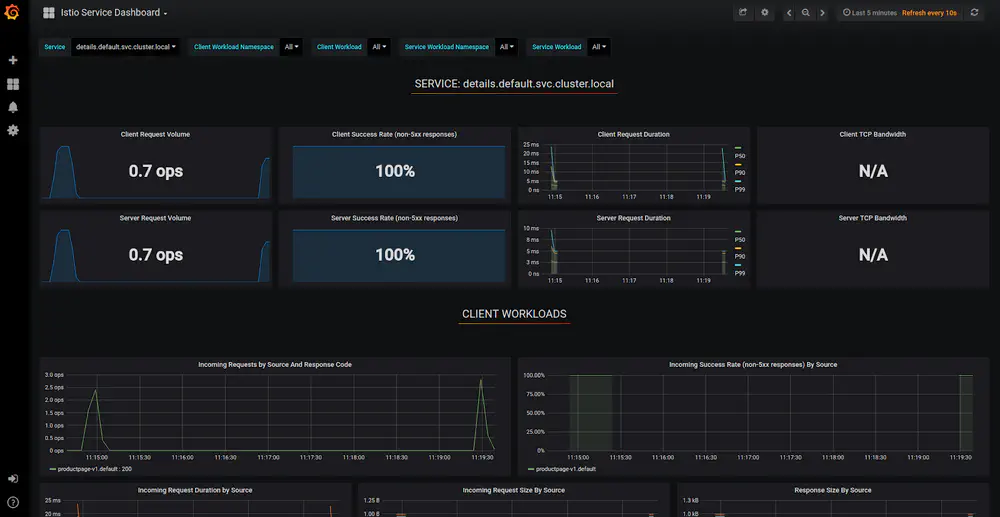 Istio Service Dashboard
Last 5 minutes Refresh every 10s
Service details.default.svc.cluster.local Client Workload Namespace All Client Workload All Service Workload Namespace All Service Workload All
SERVICE: details.default.svc.cluster.local
Client Request Volume
0.7 ops
Client Success Rate (non-5xx responses)
100%
Client Request Duration
25 ms
20 ms
15 ms
10 ms
5 ms
0 ns
11:15 11:16 11:17 11:18 11:19
P50
P90
P99
Client TCP Bandwidth
N/A
Server Request Volume
0.7 ops
Server Success Rate (non-5xx responses)
100%
Server Request Duration
10 ms
8 ms
5 ms
3 ms
0 ns
11:15 11:16 11:17 11:18 11:19
P50
P90
P99
Server TCP Bandwidth
N/A
CLIENT WORKLOADS
Incoming Requests by Source And Response Code
3.0 ops
2.5 ops
2.0 ops
1.5 ops
1.0 ops
0.5 ops
0 ops
11:15:00 11:15:30 11:16:00 11:16:30 11:17:00 11:17:30 11:18:00 11:18:30 11:19:00 11:19:30
productpage-v1.default : 200
Incoming Success Rate (non-5xx responses) By Source
100.00%
75.00%
50.00%
25.00%
0%
11:15:00 11:15:30 11:16:00 11:16:30 11:17:00 11:17:30 11:18:00 11:18:30 11:19:00 11:19:30
productpage-v1.default
Incoming Request Duration by Source
25 ms
20 ms
Incoming Request Size By Source
1.25 B
1.00 B
Response Size By Source
1.3 kB
1.0 kB